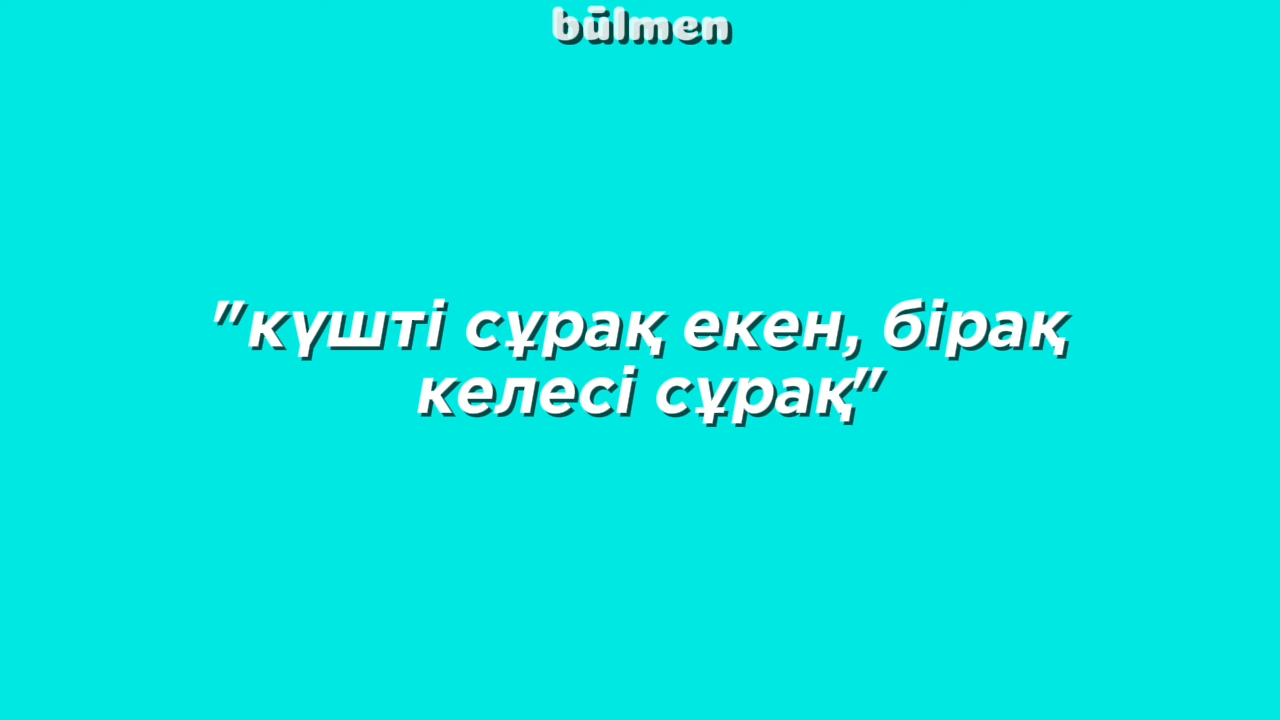 būlmen
"күшті сұрақ екен, бірақ
келесі сұрақ"